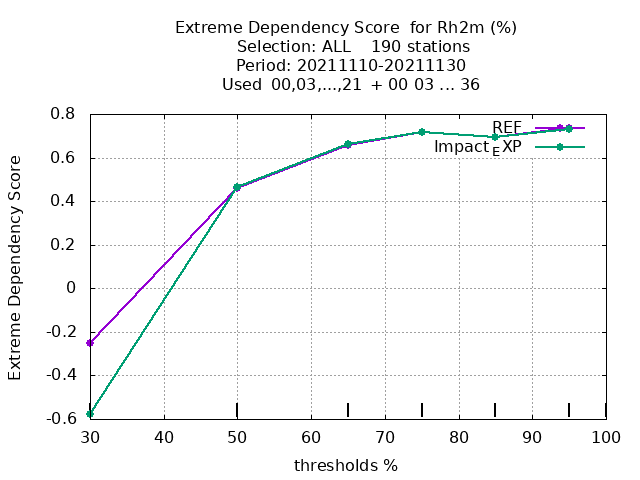 Extreme Dependency Score  for Rh2m (%)
Selection: ALL    190 stations
Period: 20211110-20211130
Used  00,03,...,21  + 00 03 ... 36
REF
Impact_EXP
Extreme Dependency Score
0.8
0.6
0.4
0.2
0
-0.2
-0.4
-0.6
30 40 50 60 70 80 90 100
thresholds %